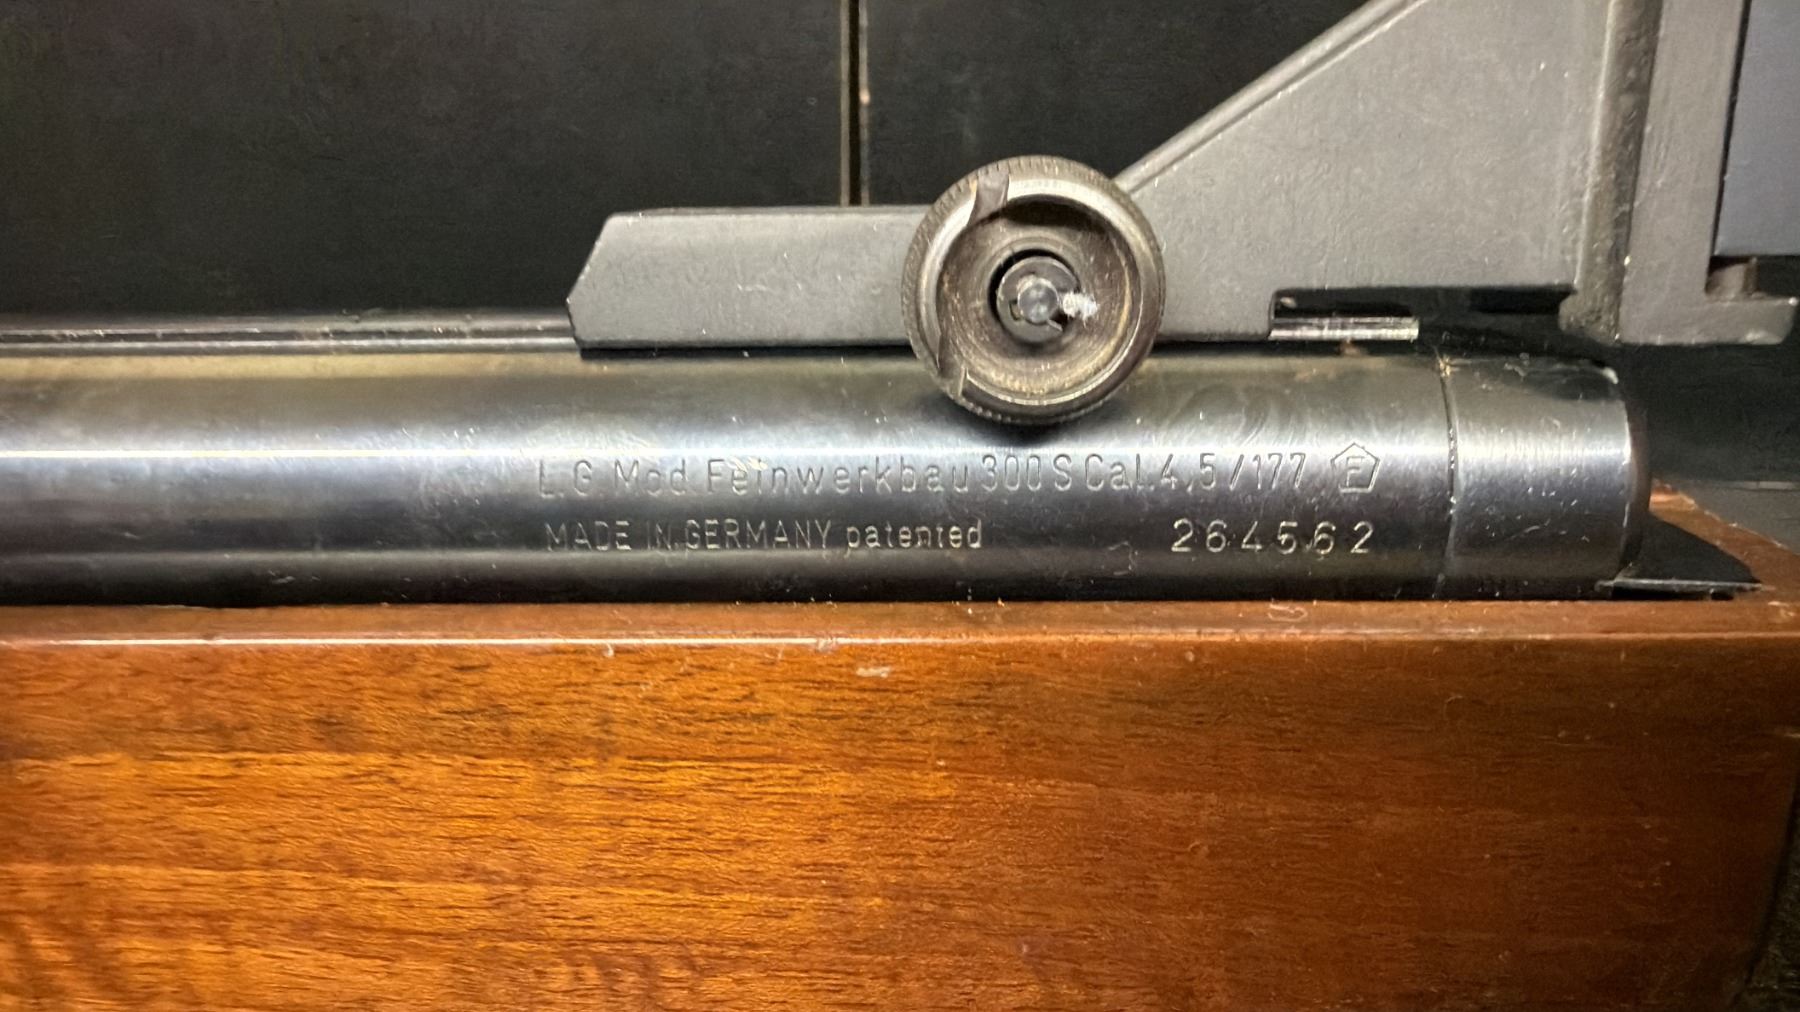 L.G Mod. Feinwerkbau 300 S Cal. 4,5 / 177 F
MADE IN GERMANY patented 264562